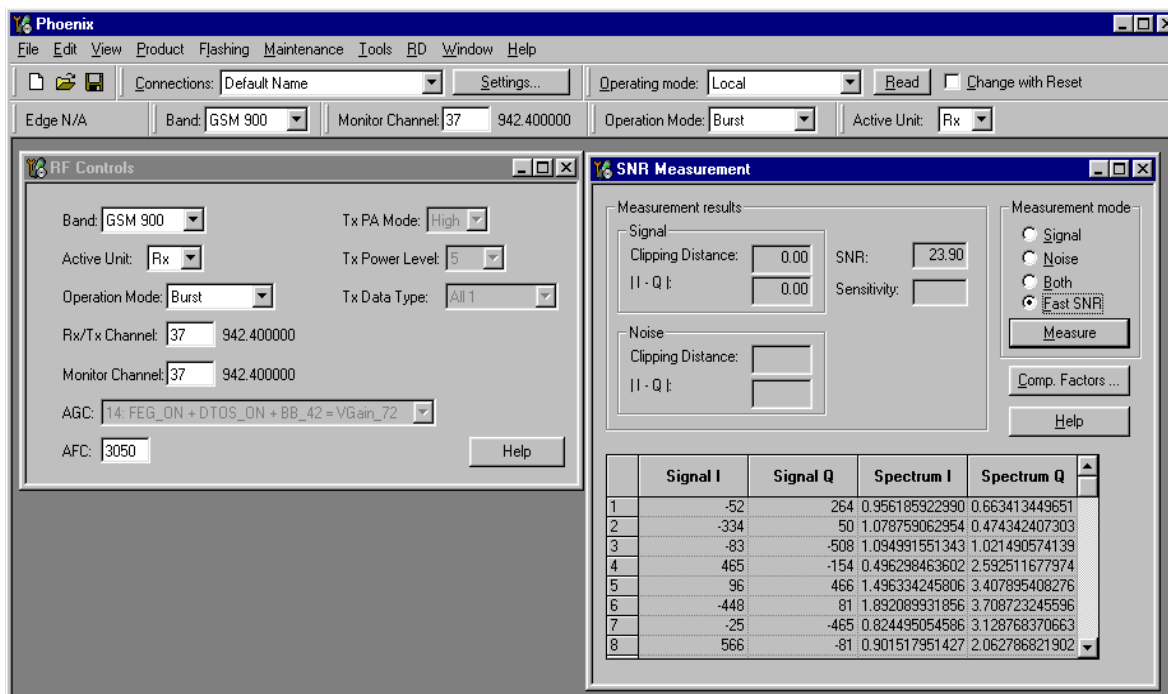 Phoenix
File Edit View Product Flashing Maintenance Tools RD Window Help
Connections: Default Name Settings... Operating mode: Local Read Change with Reset
Edge N/A Band: GSM 900 Monitor Channel: 37 942.400000 Operation Mode: Burst Active Unit: Rx
RF Controls
Band: GSM 900 Tx PA Mode: High
Active Unit: Rx Tx Power Level: 5
Operation Mode: Burst Tx Data Type: All 1
Rx/Tx Channel: 37 942.400000
Monitor Channel: 37 942.400000
AGC: 14: FEG_ON + DTOS_ON + BB_42 = VGain_72
AFC: 3050 Help
SNR Measurement
Measurement results
Signal
Clipping Distance: 0.00 SNR: 23.90
|I - Q|: 0.00 Sensitivity:
Noise
Clipping Distance:
|I - Q|:
Measurement mode
Signal
Noise
Both
Fast SNR
Measure
Comp. Factors ...
Help
Signal I Signal Q Spectrum I Spectrum Q
1 -52 264 0.956185922990 0.663413449651
2 -334 50 1.078759062954 0.474342407303
3 -83 -508 1.094991551343 1.021490574139
4 465 -154 0.496298463602 2.592511677974
5 96 466 1.496334245806 3.407895408276
6 -448 81 1.892089931856 3.708723245596
7 -25 -465 0.824495054586 3.128768370663
8 566 -81 0.901517951427 2.062786821902